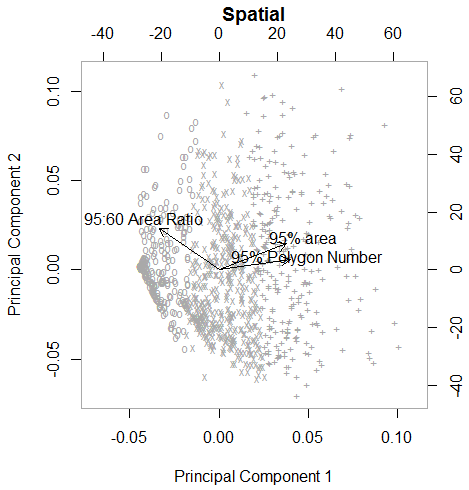 Spatial
-40 -20 0 20 40 60
0.10
0.05
0.00
-0.05
Principal Component 2
60
40
20
0
-20
-40
95:60 Area Ratio
95% area
95% Polygon Number
-0.05 0.00 0.05 0.10
Principal Component 1